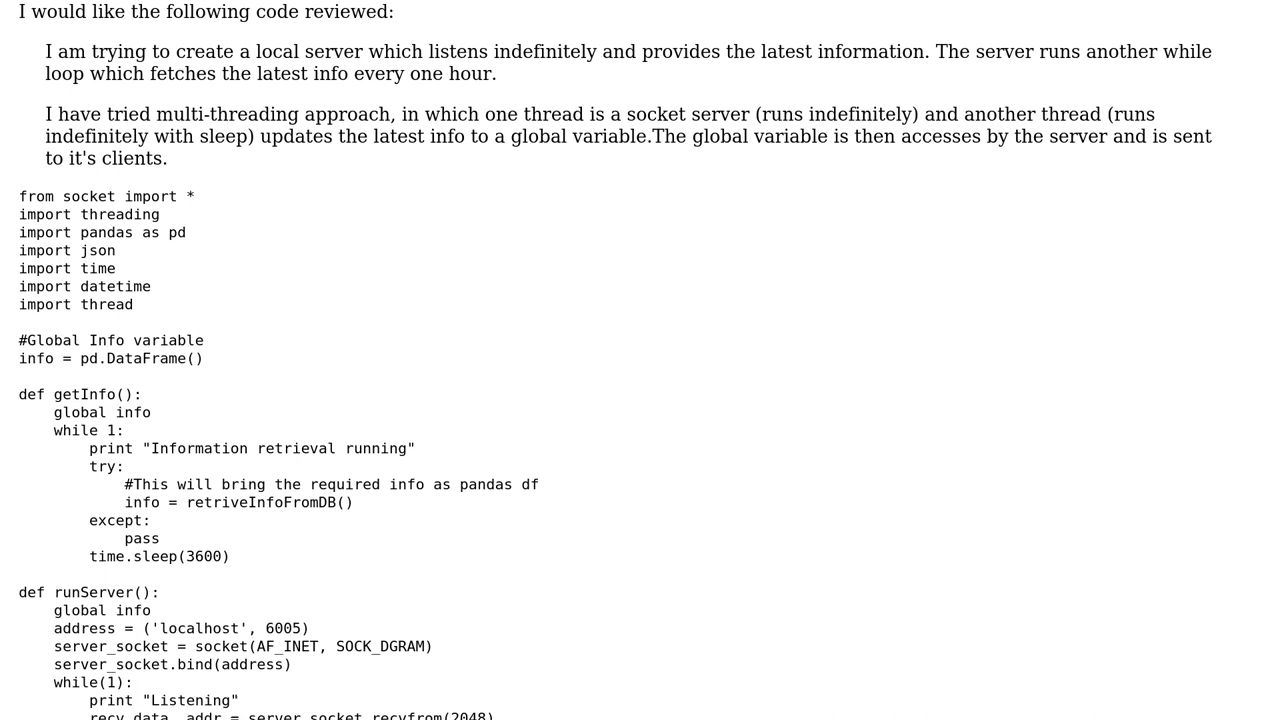 I would like the following code reviewed:
I am trying to create a local server which listens indefinitely and provides the latest information. The server runs another while
loop which fetches the latest info every one hour.
I have tried multi-threading approach, in which one thread is a socket server (runs indefinitely) and another thread (runs
indefinitely with sleep) updates the latest info to a global variable.The global variable is then accesses by the server and is sent
to it's clients.
from socket import *
import threading
import pandas as pd
import json
import time
import datetime
import thread
#Global Info variable
info = pd.DataFrame()
def getInfo():
    global info
    while 1:
        print "Information retrieval running"
        try:
            #This will bring the required info as pandas df
            info = retriveInfoFromDB()
        except:
            pass
        time.sleep(3600)
def runServer():
    global info
    address = ('localhost', 6005)
    server_socket = socket(AF_INET, SOCK_DGRAM)
    server_socket.bind(address)
    while(1):
        print "Listening"
        recv_data, addr = server_socket.recvfrom(2048)